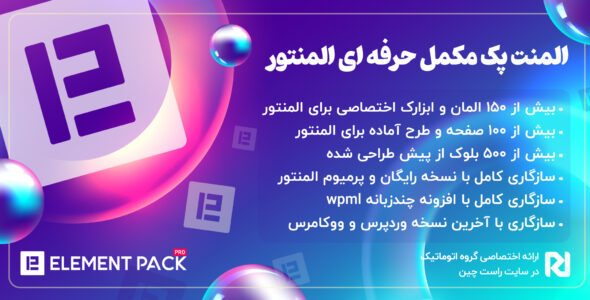 المنت پک مکمل حرفه ای المنتور
• بیش از ۱۵۰ المان و ابزارک اختصاصی برای المنتور
• بیش از ۱۰۰ صفحه و طرح آماده برای المنتور
• بیش از ۵۰۰ بلوک از پیش طراحی شده
• سازگاری کامل با نسخه رایگان و پرمیوم المنتور
• سازگاری کامل با افزونه چندزبانه wpml
• سازگاری با آخرین نسخه وردپرس و ووکامرس
ارائه اختصاصی گروه اتوماتیک
در سایت راست چین
ELEMENT PACK PRO